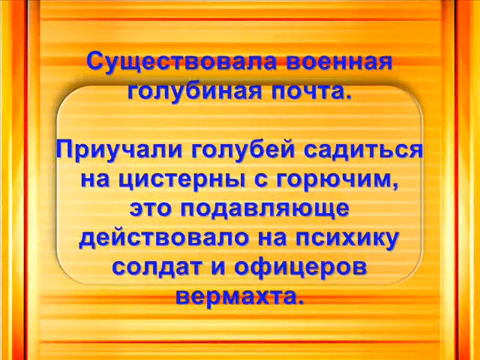 Существовала военная
голубиная почта.
Приучали голубей садиться
на цистерны с горючим,
это подавляюще
действовало на психику
солдат и офицеров
вермахта.